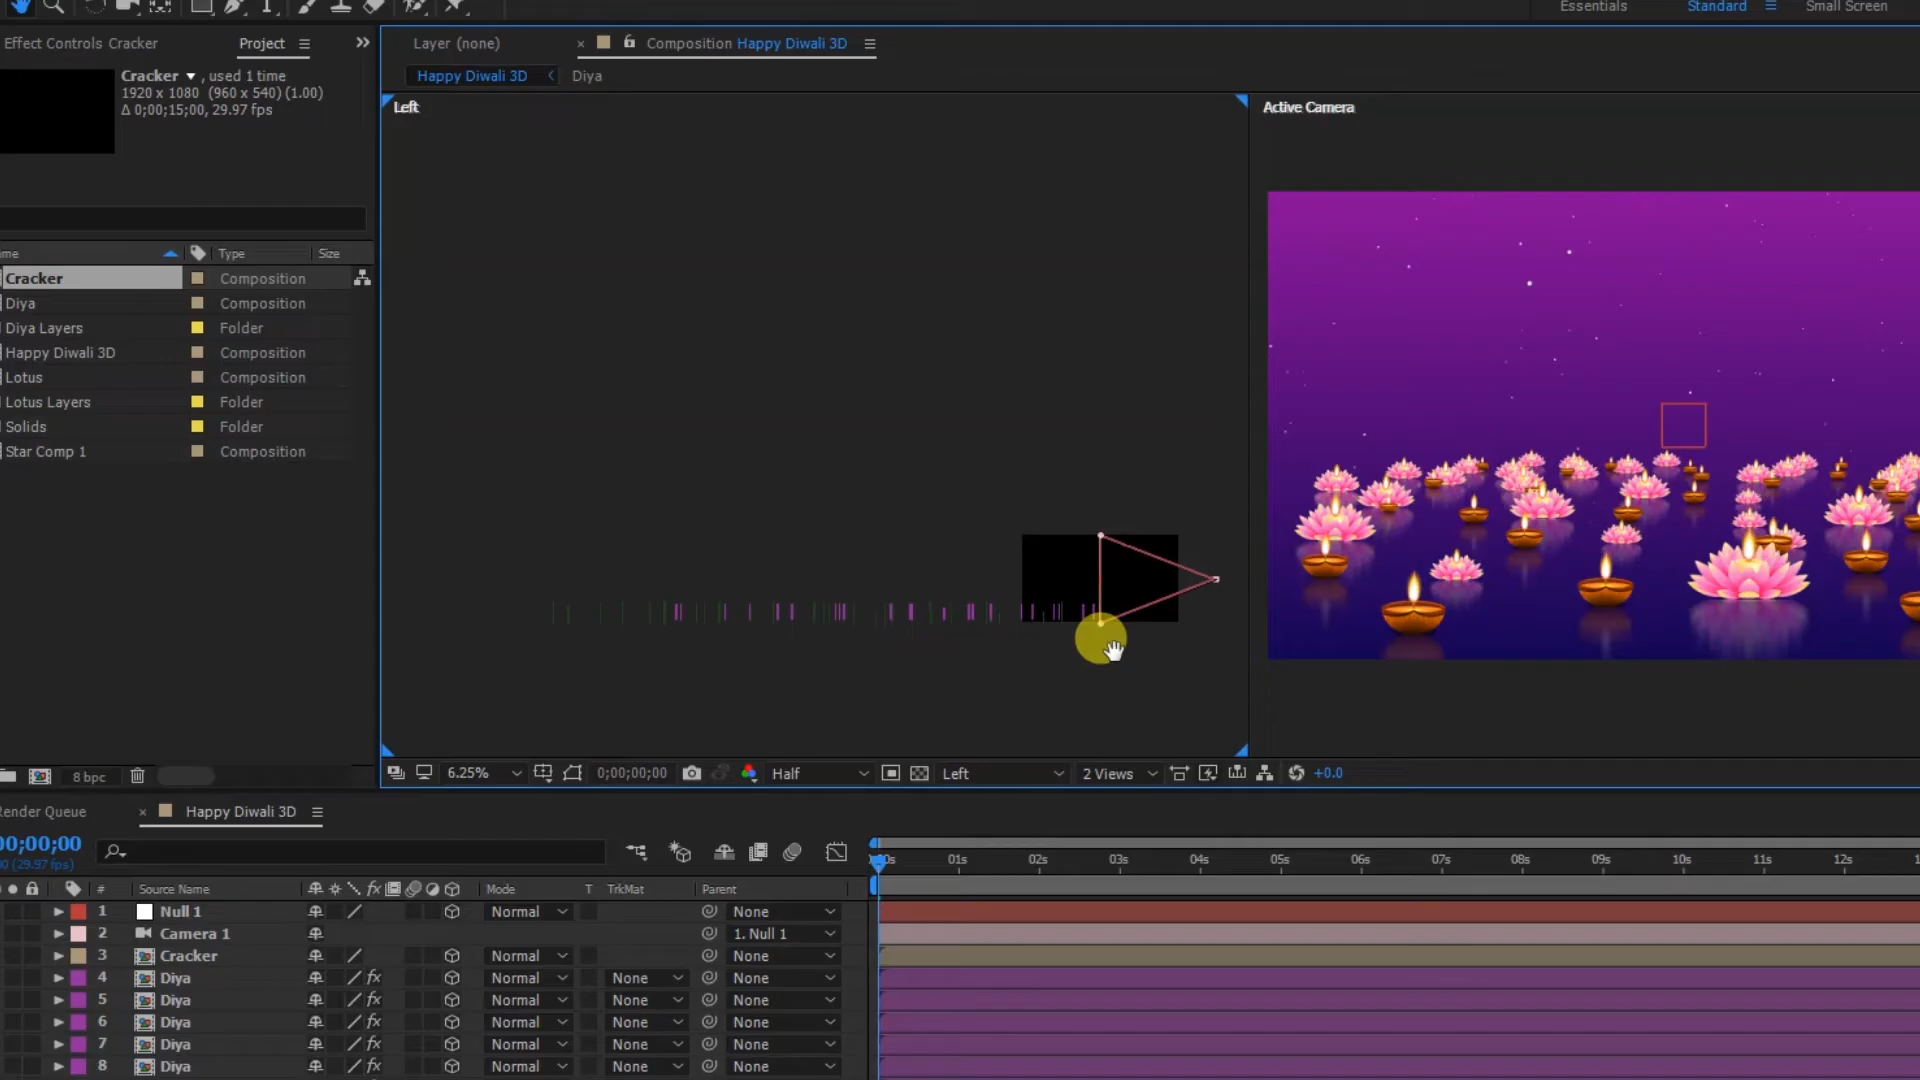 Essentials Standard Small Screen
Effect Controls Cracker Project
Layer (none) Composition Happy Diwali 3D
Cracker , used 1 time
1920 x 1080 (960 x 540) (1.00)
Δ 0;00;15;00, 29.97 fps
Happy Diwali 3D Diya
Left
Active Camera
Type Size
Cracker Composition
Diya Composition
Diya Layers Folder
Happy Diwali 3D Composition
Lotus Composition
Lotus Layers Folder
Solids Folder
Star Comp 1 Composition
8 bpc
6.25% 0;00;00;00 Half Left 2 Views +0.0
Render Queue Happy Diwali 3D
00;00;00
(29.97 fps)
01s 02s 03s 04s 05s 06s 07s 08s 09s 10s 11s 12s
# Source Name fx Mode T TrkMat Parent
1 Null 1 Normal None
2 Camera 1 1. Null 1
3 Cracker Normal None
4 Diya fx Normal None None
5 Diya fx Normal None None
6 Diya fx Normal None None
7 Diya fx Normal None None
8 Diya fx Normal None None